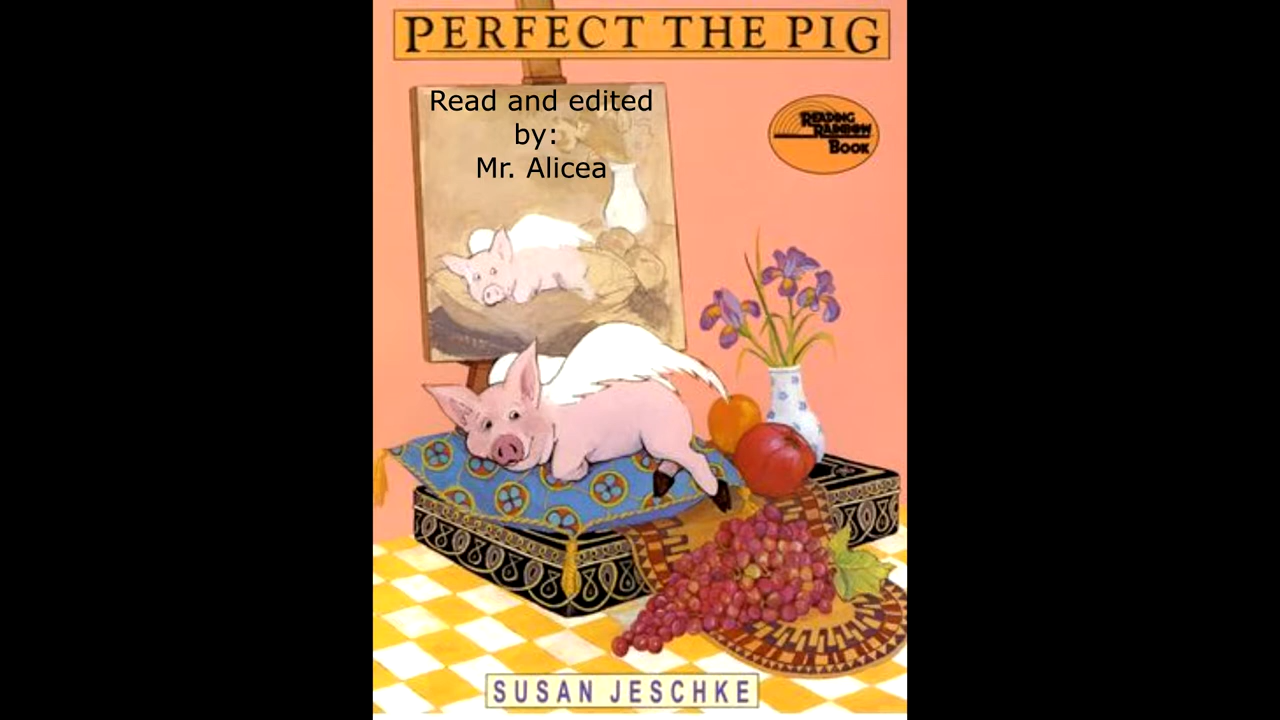 PERFECT THE PIG
Read and edited
by:
Mr. Alicea
READING
RAINBOW
BOOK
SUSAN JESCHKE